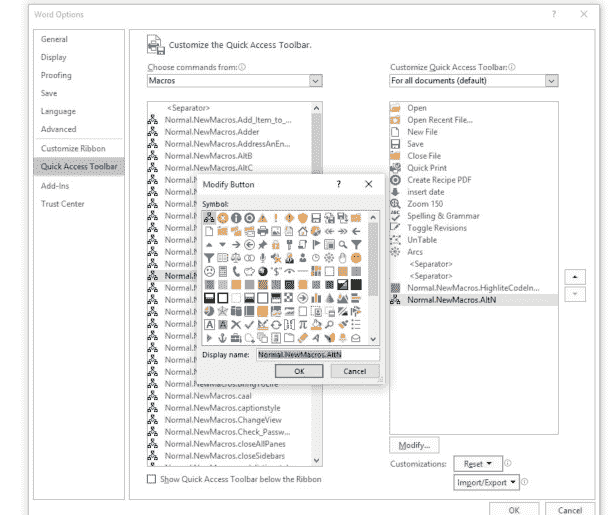 Word Options
General
Display
Proofing
Save
Language
Advanced
Customize Ribbon
Quick Access Toolbar
Add-Ins
Trust Center
Customize the Quick Access Toolbar.
Choose commands from:
Macros
<Separator>
Normal.NewMacros.Add_Item_to_...
Normal.NewMacros.Adder
Normal.NewMacros.AddressAnEn...
Normal.NewMacros.AltB
Normal.NewMacros.AltC
Normal.NewMacros.caal
Normal.NewMacros.captionstyle
Normal.NewMacros.ChangeView
Normal.NewMacros.Check_Passw...
Normal.NewMacros.closeAllPanes
Normal.NewMacros.closeSidebars
Show Quick Access Toolbar below the Ribbon
Modify Button
? ×
Symbol:
Display name: Normal.NewMacros.AltN
OK Cancel
Customize Quick Access Toolbar:
For all documents (default)
Open
Open Recent File...
New File
Save
Close File
Quick Print
Create Recipe PDF
insert date
Zoom 150
Spelling & Grammar
Toggle Revisions
UnTable
Arcs
<Separator>
<Separator>
Normal.NewMacros.HighliteCodeIn...
Normal.NewMacros.AltN
Modify...
Customizations: Reset
Import/Export
OK Cancel